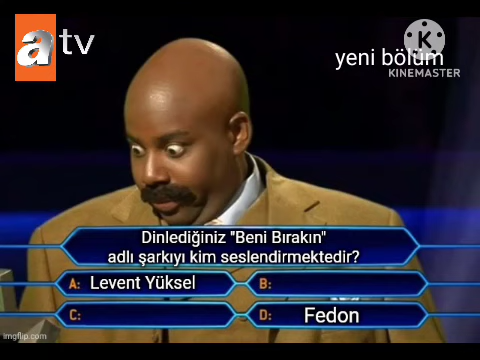 atv
yeni bölüm
KINEMASTER
Dinlediğiniz "Beni Bırakın"
adlı şarkıyı kim seslendirmektedir?
A: Levent Yüksel
B:
C:
D: Fedon
imgflip.com